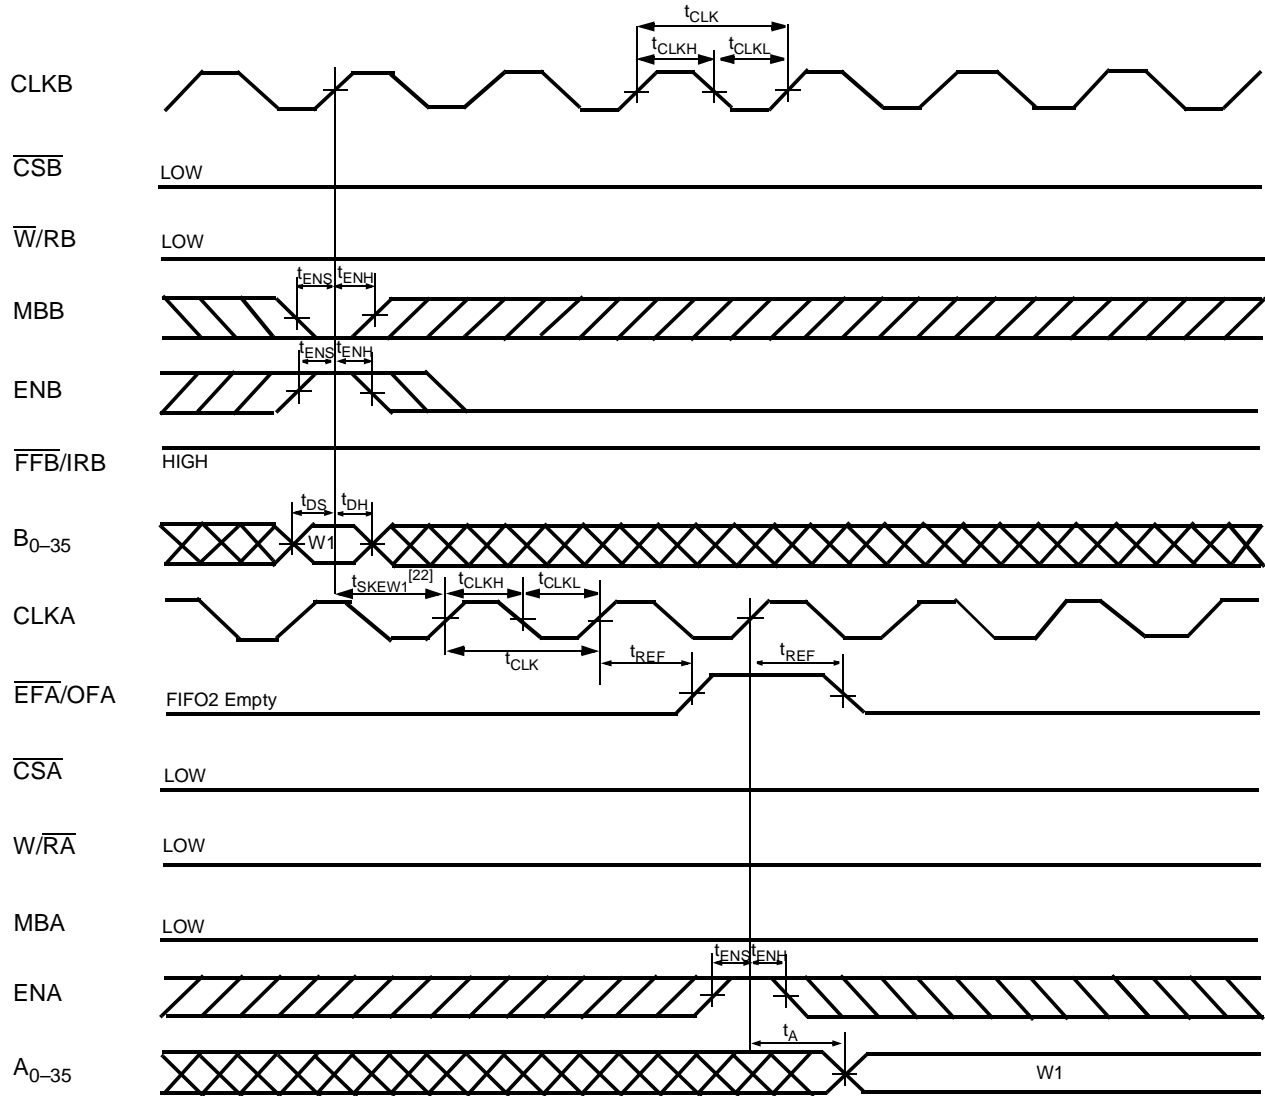 tCLK
tCLKH tCLKL
CLKB
CSB
LOW
W/RB
LOW
tENS tENH
MBB
tENS tENH
ENB
FFB/IRB
HIGH
tDS tDH
B0–35
W1
tSKEW1[22] tCLKH tCLKL
CLKA
tCLK tREF tREF
EFA/OFA
FIFO2 Empty
CSA
LOW
W/RA
LOW
MBA
LOW
tENS tENH
ENA
tA
A0–35
W1